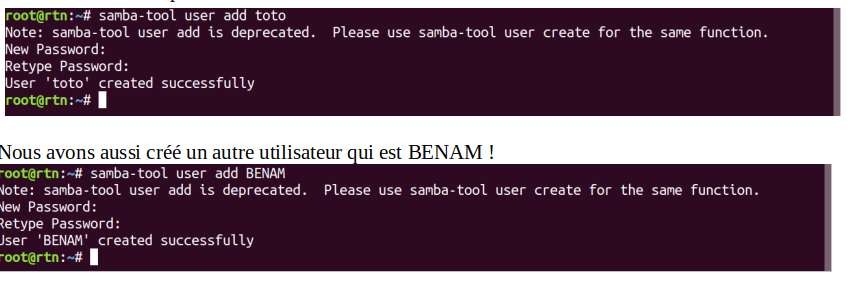 root@rtn:~# samba-tool user add toto
Note: samba-tool user add is deprecated.  Please use samba-tool user create for the same function.
New Password:
Retype Password:
User 'toto' created successfully
root@rtn:~#
Nous avons aussi créé un autre utilisateur qui est BENAM !
root@rtn:~# samba-tool user add BENAM
Note: samba-tool user add is deprecated.  Please use samba-tool user create for the same function.
New Password:
Retype Password:
User 'BENAM' created successfully
root@rtn:~#